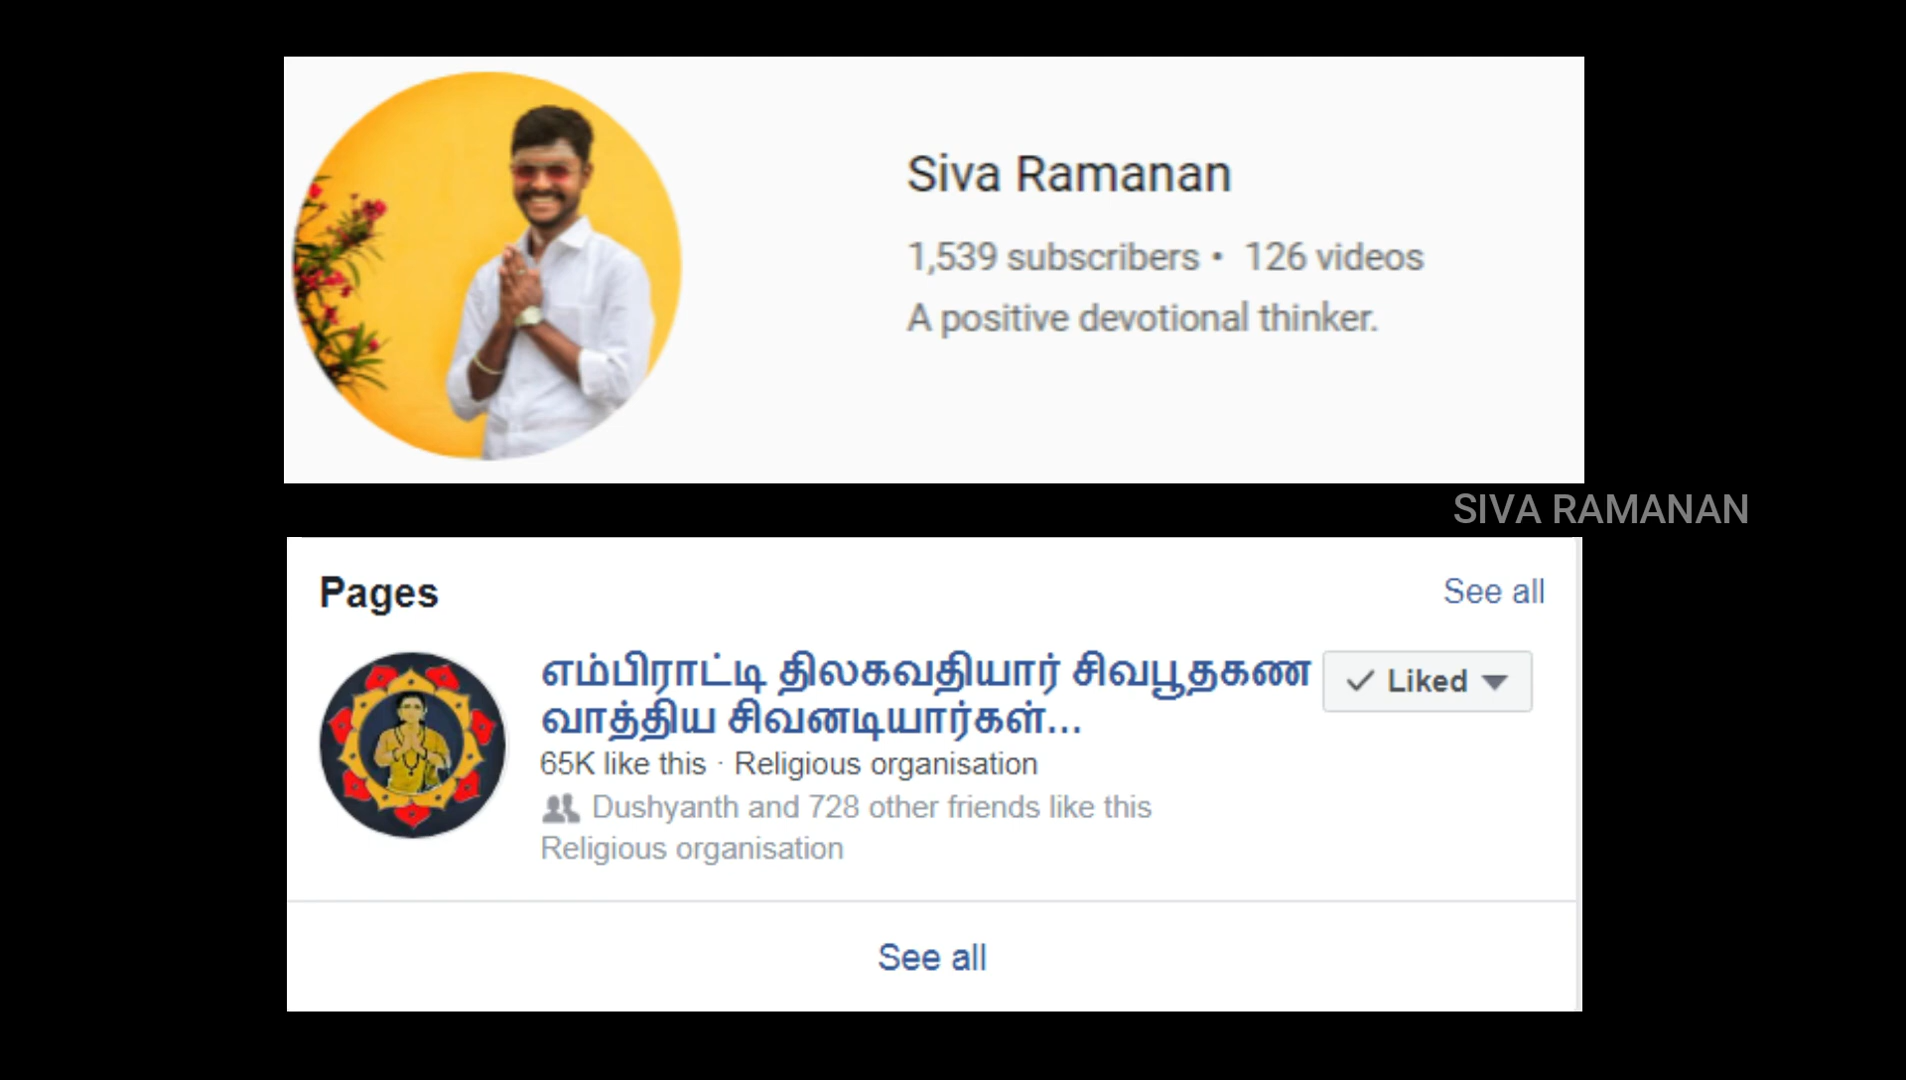 Siva Ramanan
1,539 subscribers • 126 videos
A positive devotional thinker.
SIVA RAMANAN
Pages
See all
எம்பிராட்டி திலகவதியார் சிவபூதகண
வாத்திய சிவனடியார்கள்...
Liked
65K like this · Religious organisation
Dushyanth and 728 other friends like this
Religious organisation
See all